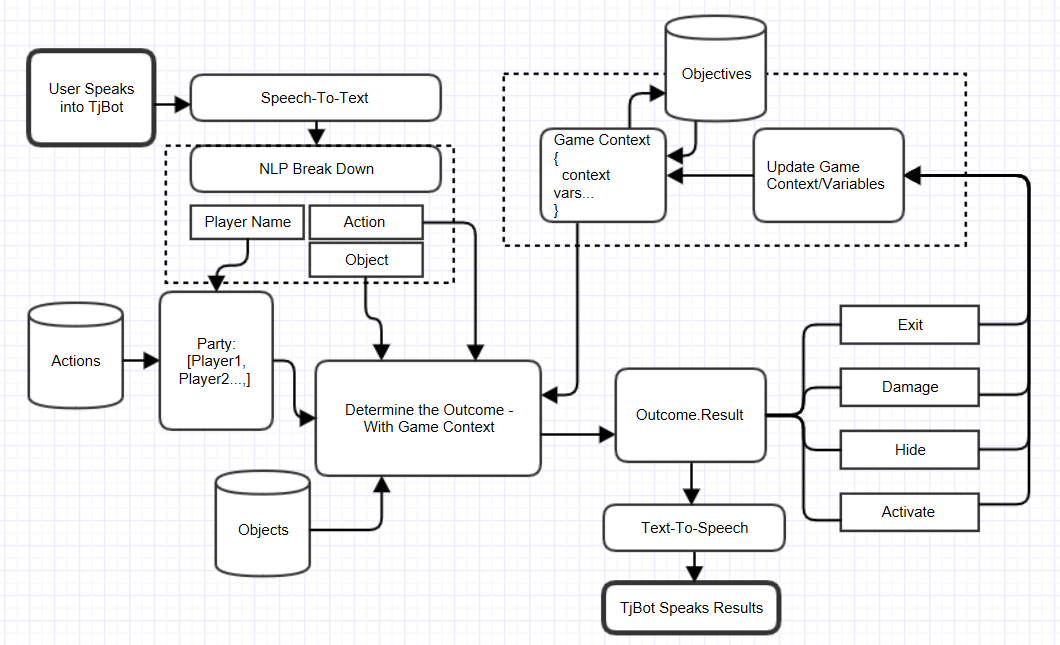 User Speaks
into TjBot
Speech-To-Text
NLP Break Down
Player Name
Action
Object
Actions
Party:
[Player1,
Player2...,]
Objects
Determine the Outcome -
With Game Context
Objectives
Game Context
{
context
vars...
}
Update Game
Context/Variables
Outcome.Result
Exit
Damage
Hide
Activate
Text-To-Speech
TjBot Speaks Results